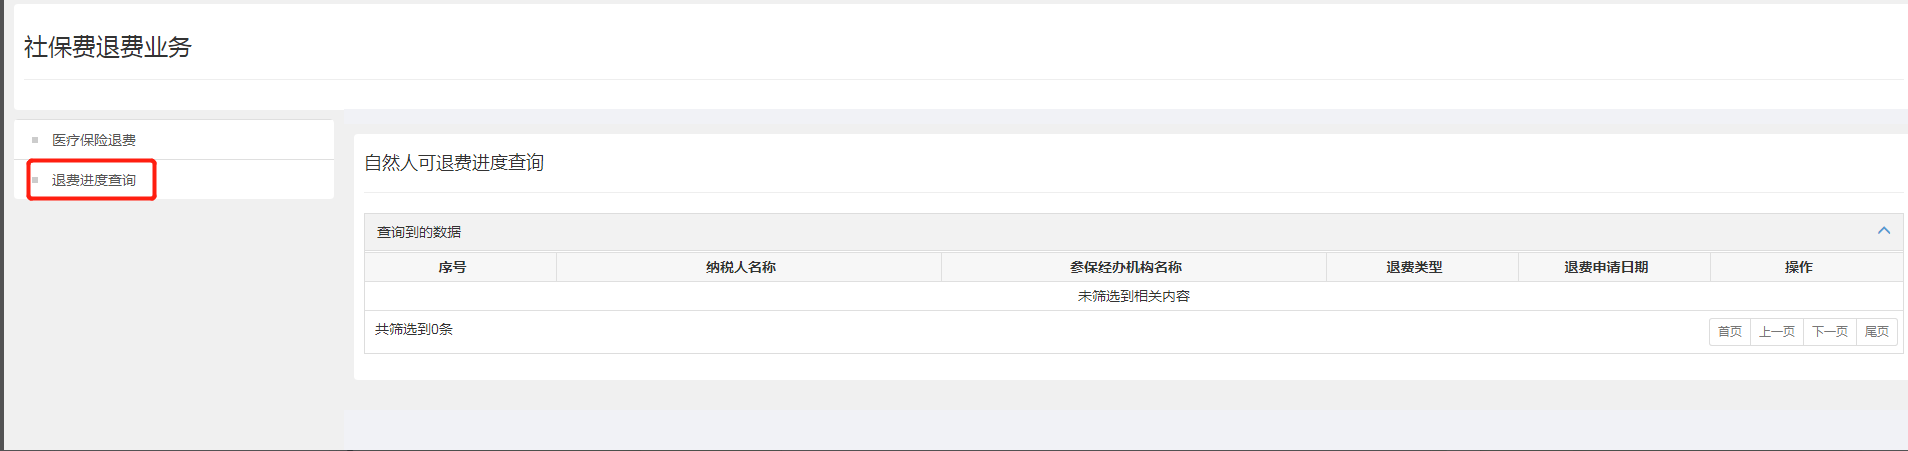 社保费退费业务
医疗保险退费
退费进度查询
自然人可退费进度查询
查询到的数据
序号 纳税人名称 参保经办机构名称 退费类型 退费申请日期 操作
未筛选到相关内容
共筛选到0条
首页 上一页 下一页 尾页